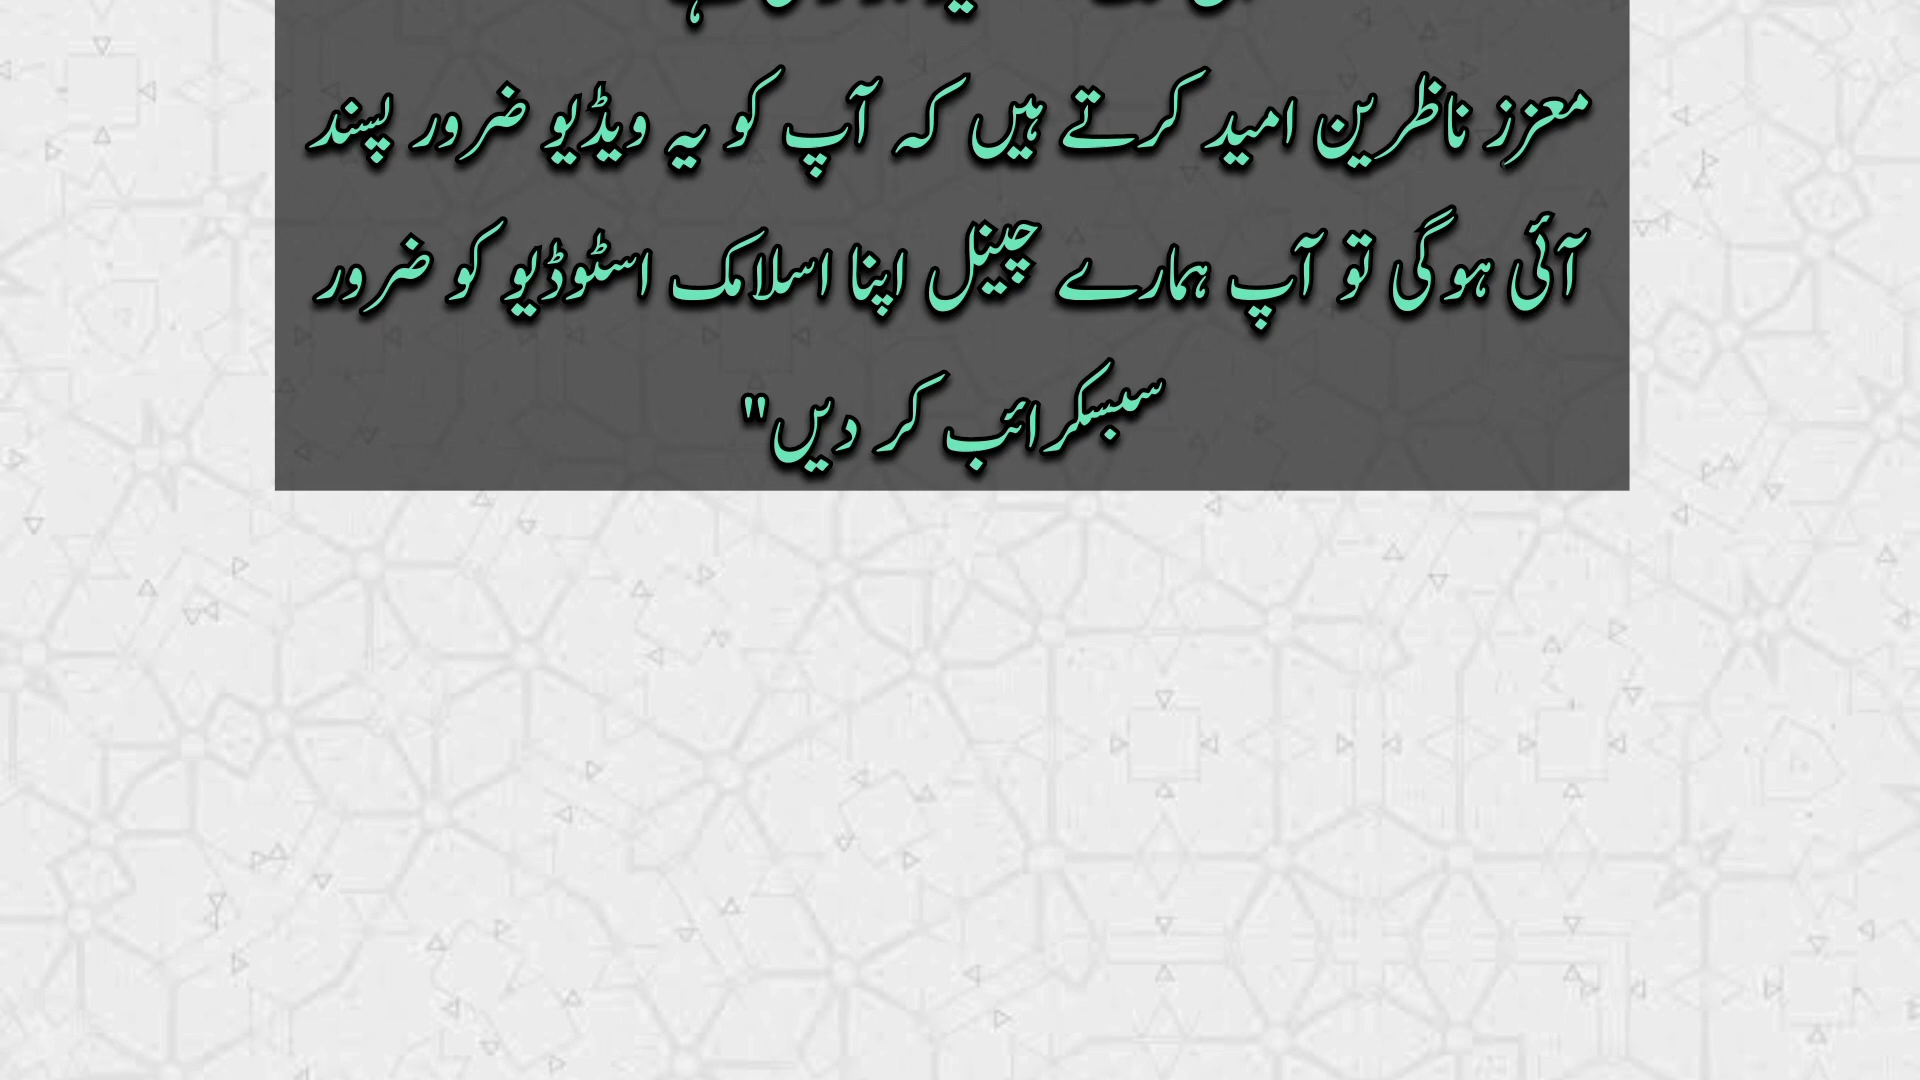 معزز ناظرین امید کرتے ہیں کہ آپ کو یہ ویڈیو ضرور پسند
آئی ہوگی تو آپ ہمارے چینل اپنا اسلامک اسٹوڈیو کو ضرور
سبسکرائب کر دیں"